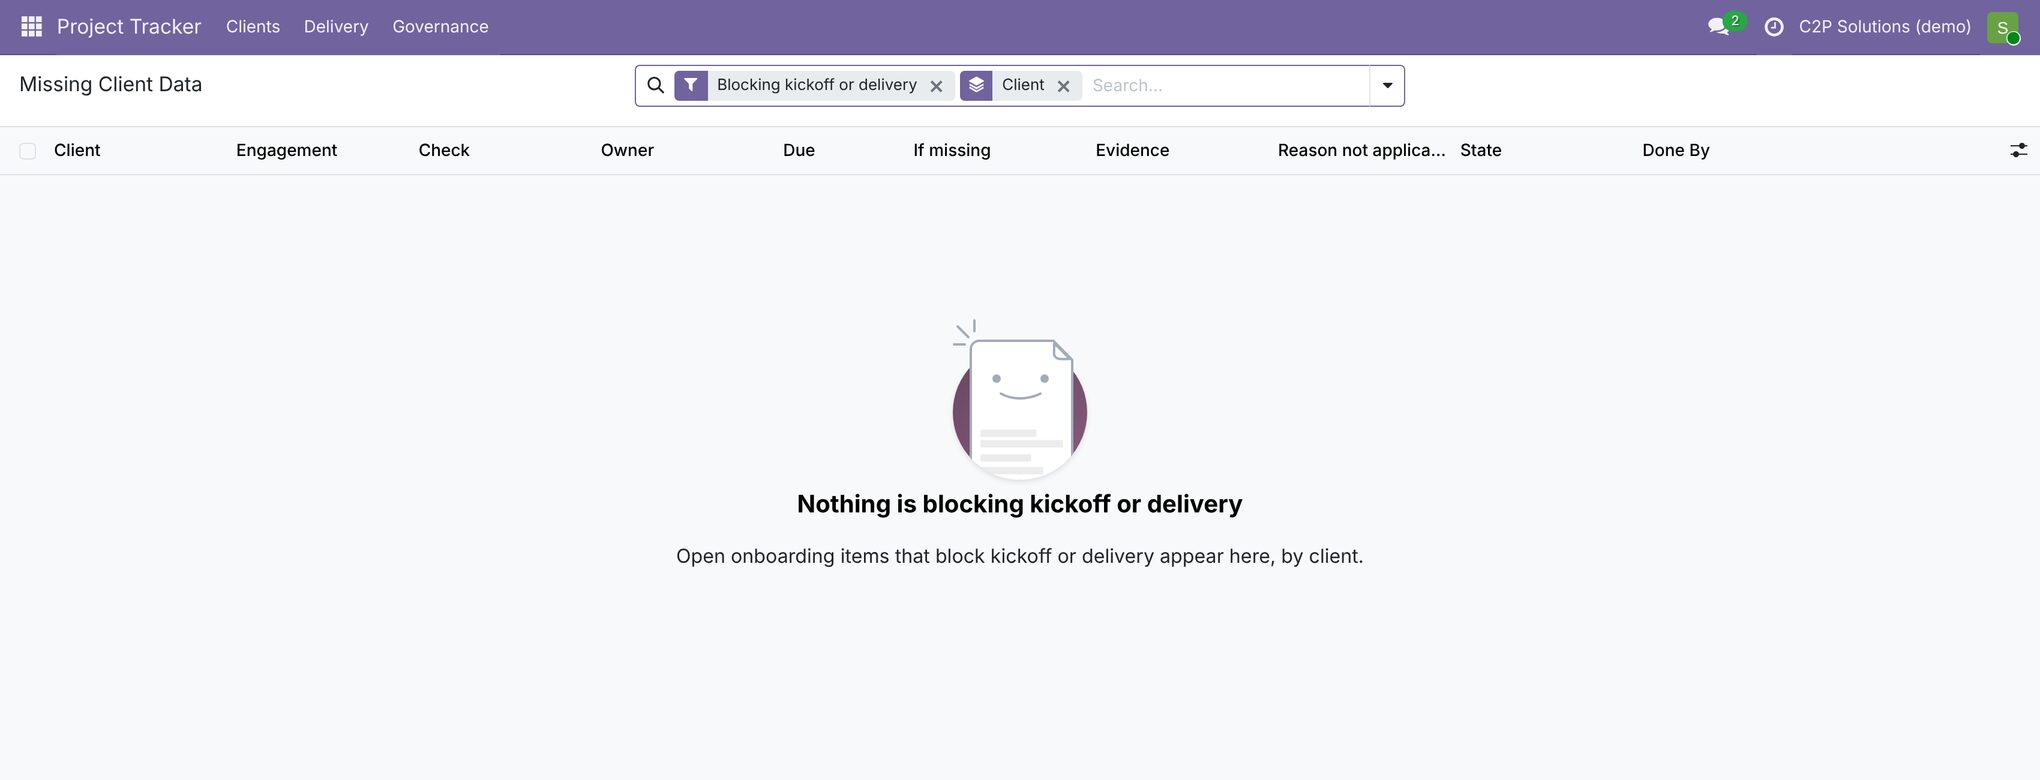 Project Tracker Clients Delivery Governance 2 C2P Solutions (demo) S
Missing Client Data Blocking kickoff or delivery Client Search...
Client Engagement Check Owner Due If missing Evidence Reason not applica... State Done By
Nothing is blocking kickoff or delivery
Open onboarding items that block kickoff or delivery appear here, by client.